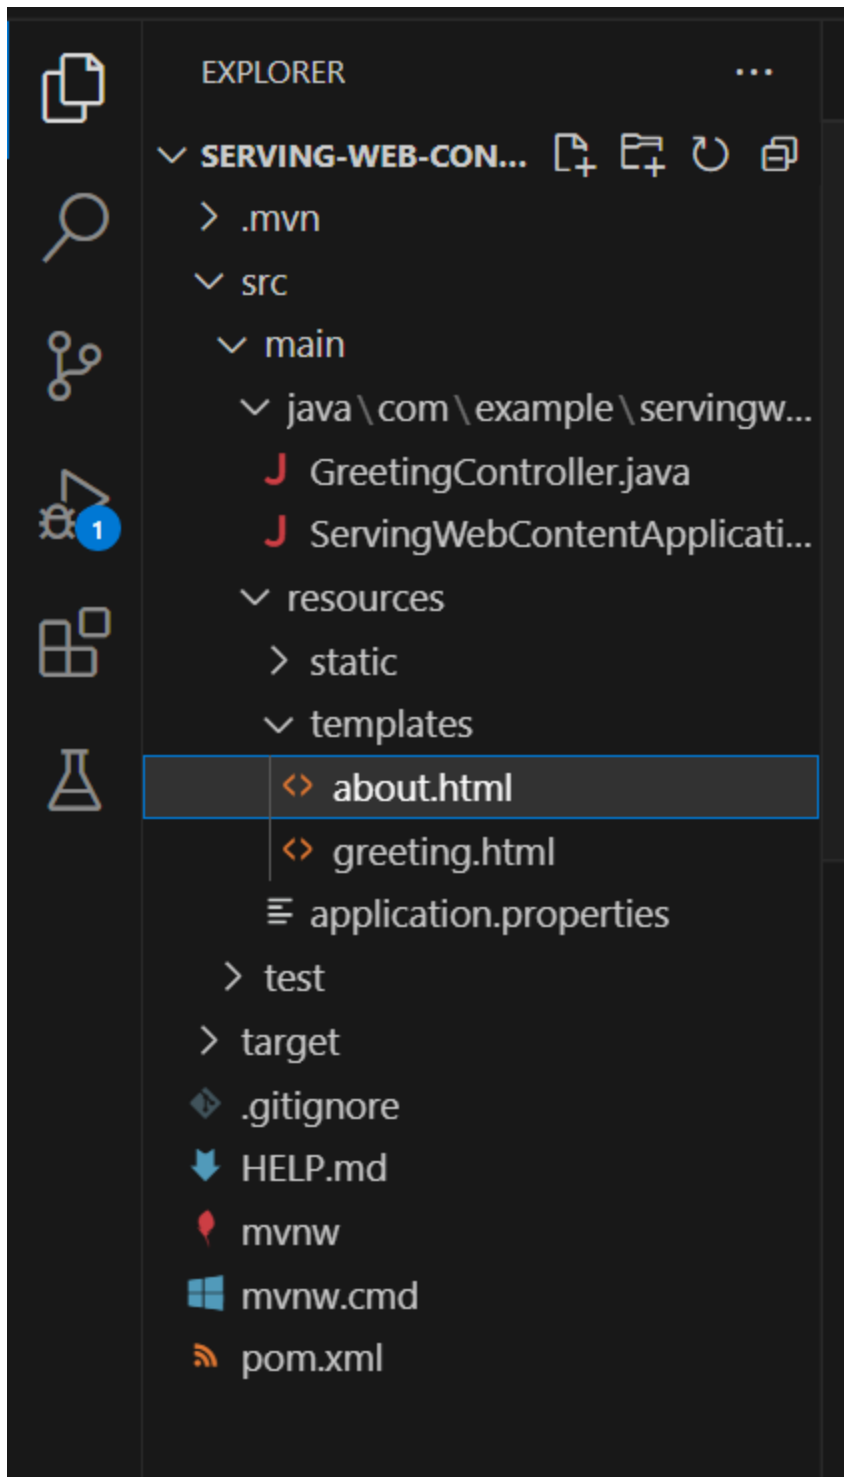 EXPLORER ...
SERVING-WEB-CON...
.mvn
src
main
java\com\example\servingw...
GreetingController.java
ServingWebContentApplicati...
1
resources
static
templates
about.html
greeting.html
application.properties
test
target
.gitignore
HELP.md
mvnw
mvnw.cmd
pom.xml